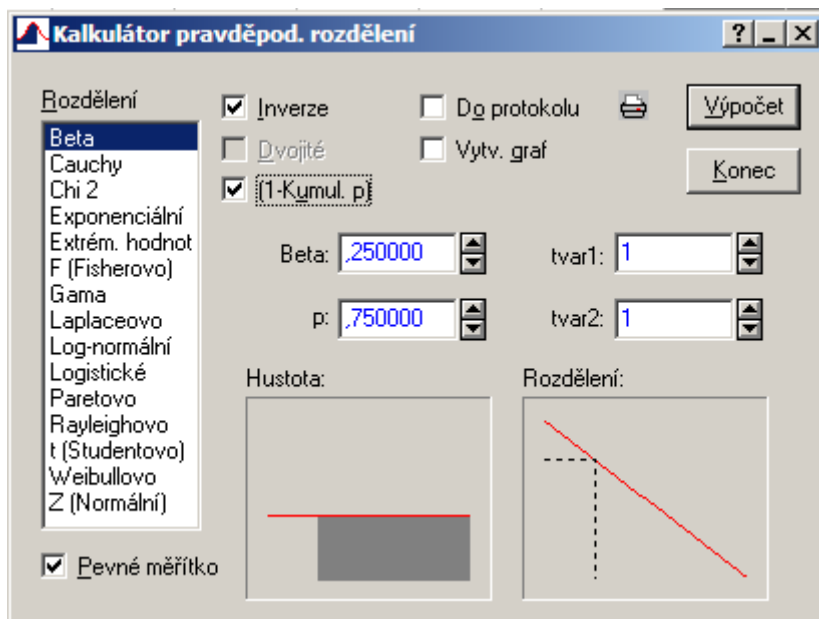 Kalkulátor pravděpod. rozdělení
Rozdělení
Beta
Cauchy
Chi 2
Exponenciální
Extrém. hodnot
F (Fisherovo)
Gama
Laplaceovo
Log-normální
Logistické
Paretovo
Rayleighovo
t (Studentovo)
Weibullovo
Z (Normální)
Pevné měřítko
Inverze
Dvojité
(1-Kumul. p)
Do protokolu
Vytv. graf
Výpočet
Konec
Beta: ,250000
tvar1: 1
p: ,750000
tvar2: 1
Hustota:
Rozdělení: